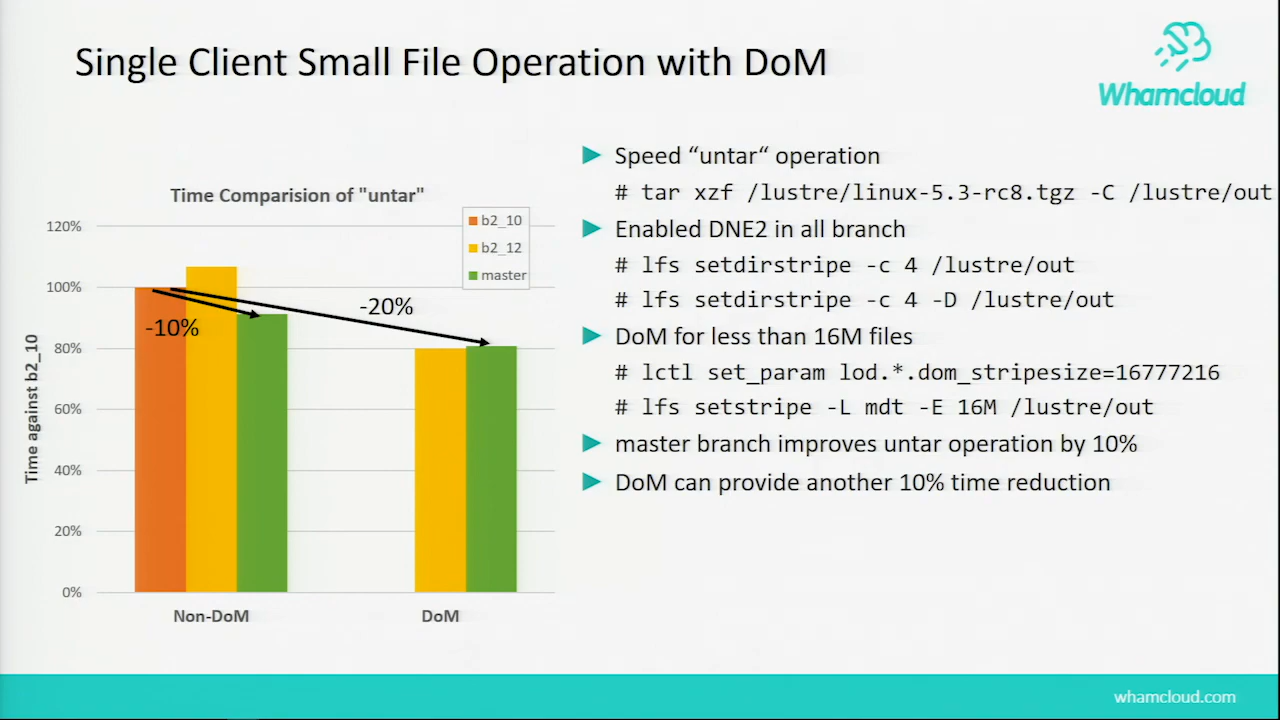 Single Client Small File Operation with DoM
Whamcloud
Time Comparision of "untar"
b2_10
b2_12
master
120%
100%
80%
60%
40%
20%
0%
Time against b2_10
-10%
-20%
Non-DoM
DoM
Speed “untar“ operation
# tar xzf /lustre/linux-5.3-rc8.tgz -C /lustre/out
Enabled DNE2 in all branch
# lfs setdirstripe -c 4 /lustre/out
# lfs setdirstripe -c 4 -D /lustre/out
DoM for less than 16M files
# lctl set_param lod.*.dom_stripesize=16777216
# lfs setstripe -L mdt -E 16M /lustre/out
master branch improves untar operation by 10%
DoM can provide another 10% time reduction
whamcloud.com